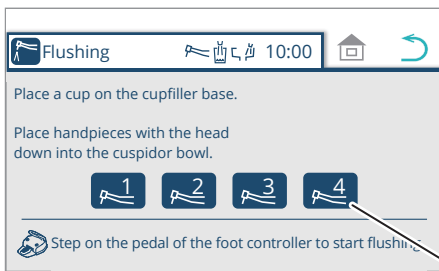 Flushing 10:00
Place a cup on the cupfiller base.
Place handpieces with the head
down into the cuspidor bowl.
1 2 3 4
Step on the pedal of the foot controller to start flushing.